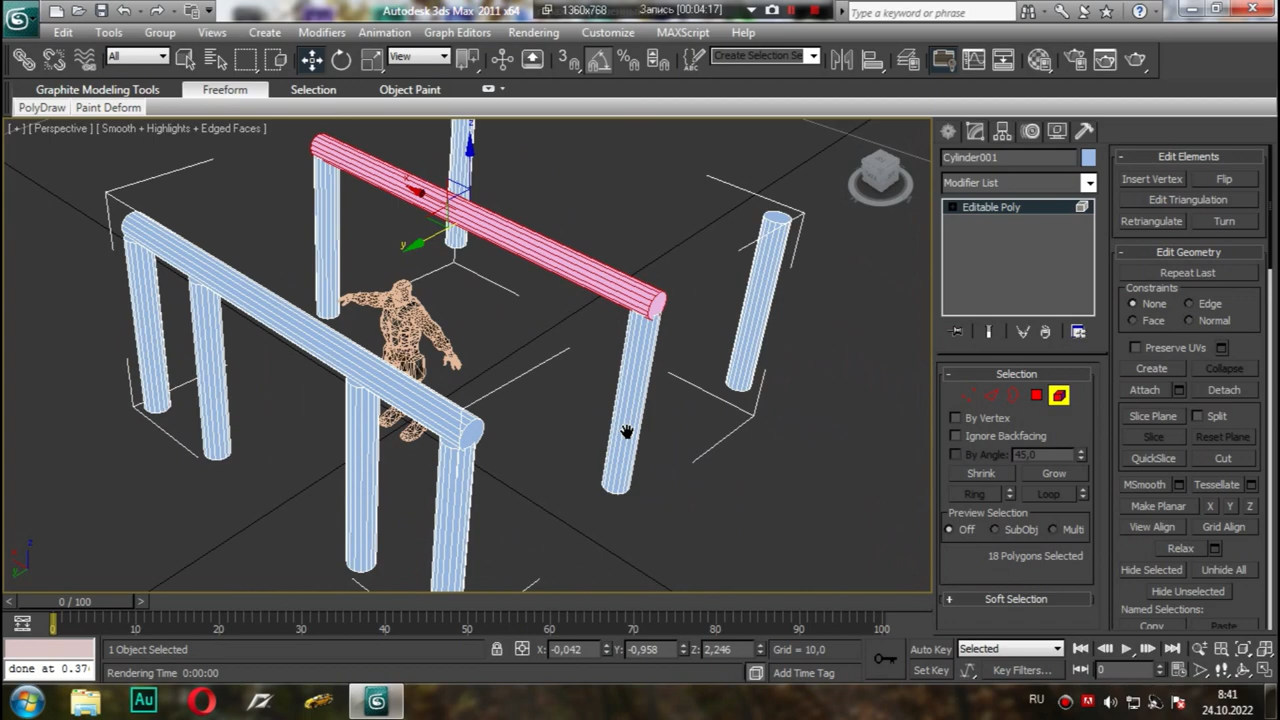 Autodesk 3ds Max 2011 x64
1360x768
Запись [00:04:17]
Type a keyword or phrase
Edit Tools Group Views Create Modifiers Animation Graph Editors Rendering Customize MAXScript Help
All
View
3
Create Selection Se
Graphite Modeling Tools Freeform Selection Object Paint
PolyDraw Paint Deform
[ + ] [ Perspective ] [ Smooth + Highlights + Edged Faces ]
z
y
Cylinder001
Modifier List
Editable Poly
Selection
By Vertex
Ignore Backfacing
By Angle: 45,0
Shrink Grow
Ring Loop
Preview Selection
Off SubObj Multi
18 Polygons Selected
Soft Selection
Edit Elements
Insert Vertex Flip
Edit Triangulation
Retriangulate Turn
Edit Geometry
Repeat Last
Constraints
None Edge
Face Normal
Preserve UVs
Create Collapse
Attach Detach
Slice Plane Split
Slice Reset Plane
QuickSlice Cut
MSmooth Tessellate
Make Planar X Y Z
View Align Grid Align
Relax
Hide Selected Unhide All
Hide Unselected
Named Selections:
Copy Paste
z
y
< 0 / 100 >
0 10 20 30 40 50 60 70 80 90 100
1 Object Selected
X: -0,042 Y: -0,958 Z: 2,246 Grid = 10,0
Auto Key Selected
done at 0.37
Rendering Time 0:00:00
Add Time Tag
Set Key Key Filters... 0
Au
RU
8:41
24.10.2022